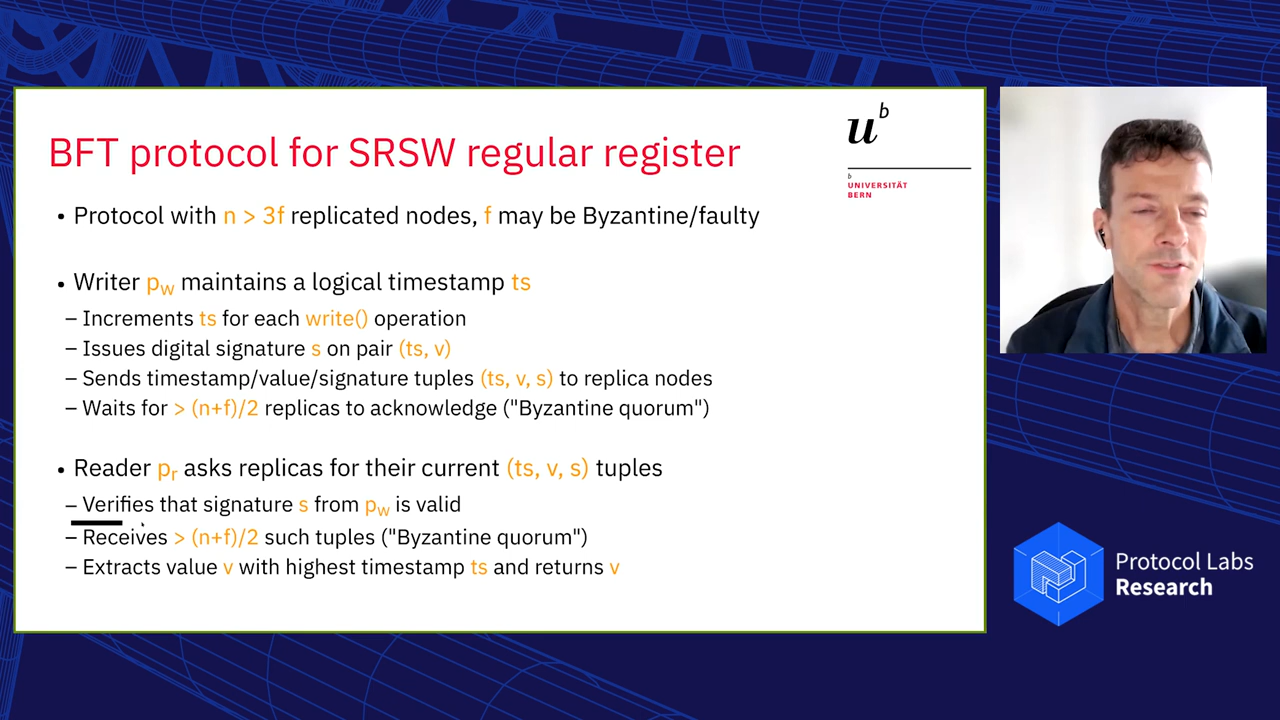 BFT protocol for SRSW regular register
• Protocol with n > 3f replicated nodes, f may be Byzantine/faulty
• Writer pw maintains a logical timestamp ts
– Increments ts for each write() operation
– Issues digital signature s on pair (ts, v)
– Sends timestamp/value/signature tuples (ts, v, s) to replica nodes
– Waits for > (n+f)/2 replicas to acknowledge ("Byzantine quorum")
• Reader pr asks replicas for their current (ts, v, s) tuples
– Verifies that signature s from pw is valid
– Receives > (n+f)/2 such tuples ("Byzantine quorum")
– Extracts value v with highest timestamp ts and returns v
u b
b
UNIVERSITÄT
BERN
Protocol Labs
Research